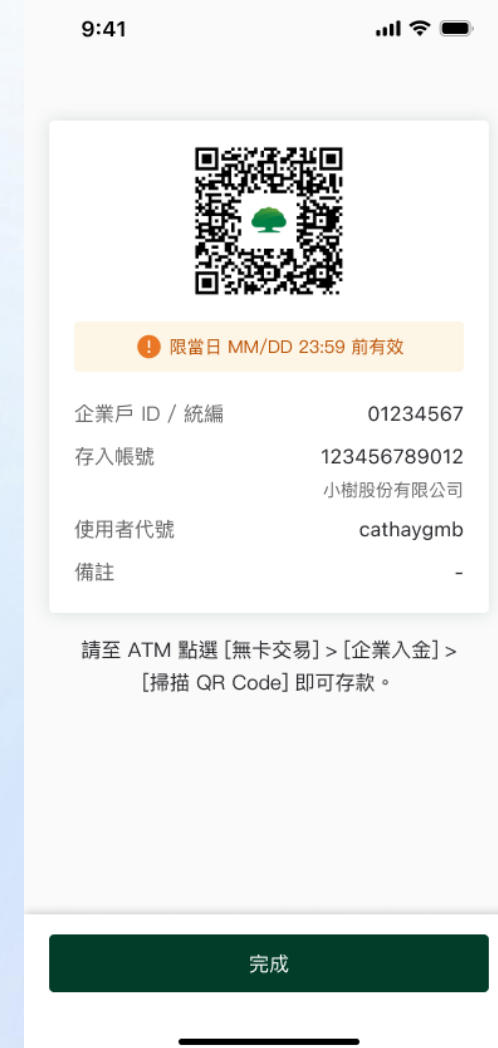 9:41
限當日 MM/DD 23:59 前有效
企業戶 ID / 統編 01234567
存入帳號 123456789012
小樹股份有限公司
使用者代號 cathaygmb
備註 -
請至 ATM 點選 [無卡交易] > [企業入金] >
[掃描 QR Code] 即可存款。
完成